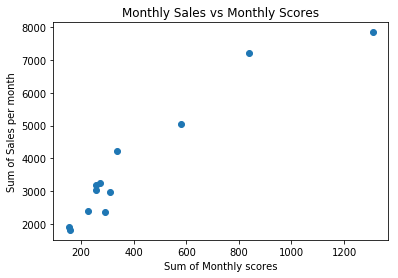 Monthly Sales vs Monthly Scores
8000
7000
6000
5000
4000
3000
2000
Sum of Sales per month
200 400 600 800 1000 1200
Sum of Monthly scores